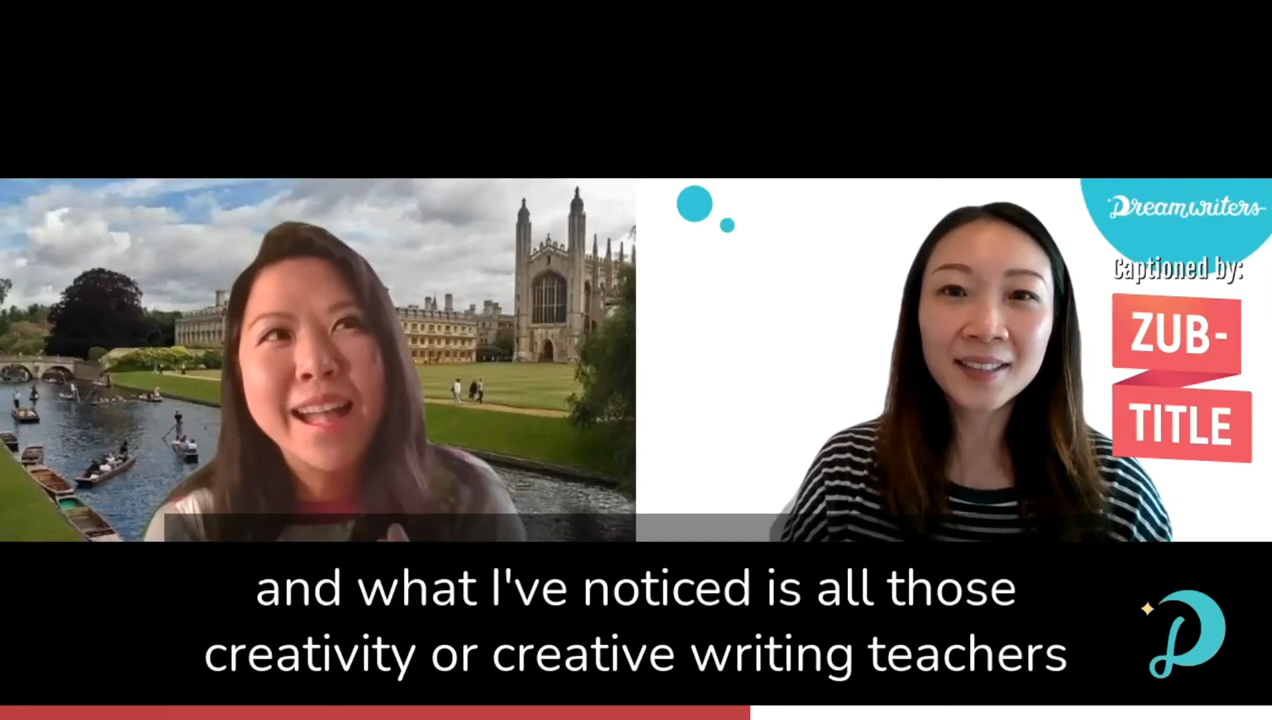 Dreamwriters
Captioned by:
ZUB-
TITLE
and what I've noticed is all those
creativity or creative writing teachers